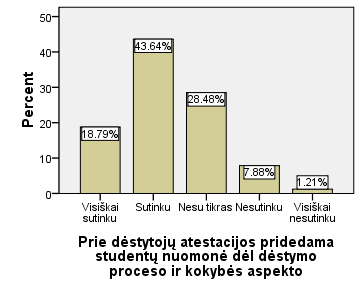 50
40
30
20
10
0
Percent
18.79%
43.64%
28.48%
7.88%
1.21%
Visiškai sutinku
Sutinku
Nesu tikras
Nesutinku
Visiškai nesutinku
Prie dėstytojų atestacijos pridedama
studentų nuomonė dėl dėstymo
proceso ir kokybės aspekto